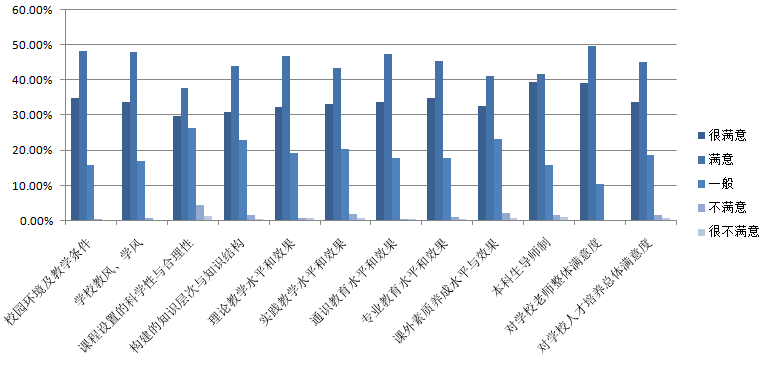 60.00%
50.00%
40.00%
30.00%
20.00%
10.00%
0.00%
校园环境及教学条件
学校教风、学风
课程设置的科学性与合理性
构建的知识层次与知识结构
理论教学水平和效果
实践教学水平和效果
通识教育水平和效果
专业教育水平和效果
课外素质养成水平与效果
本科生导师制
对学校老师整体满意度
对学校人才培养总体满意度
很满意
满意
一般
不满意
很不满意